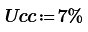 Ucc := 7%